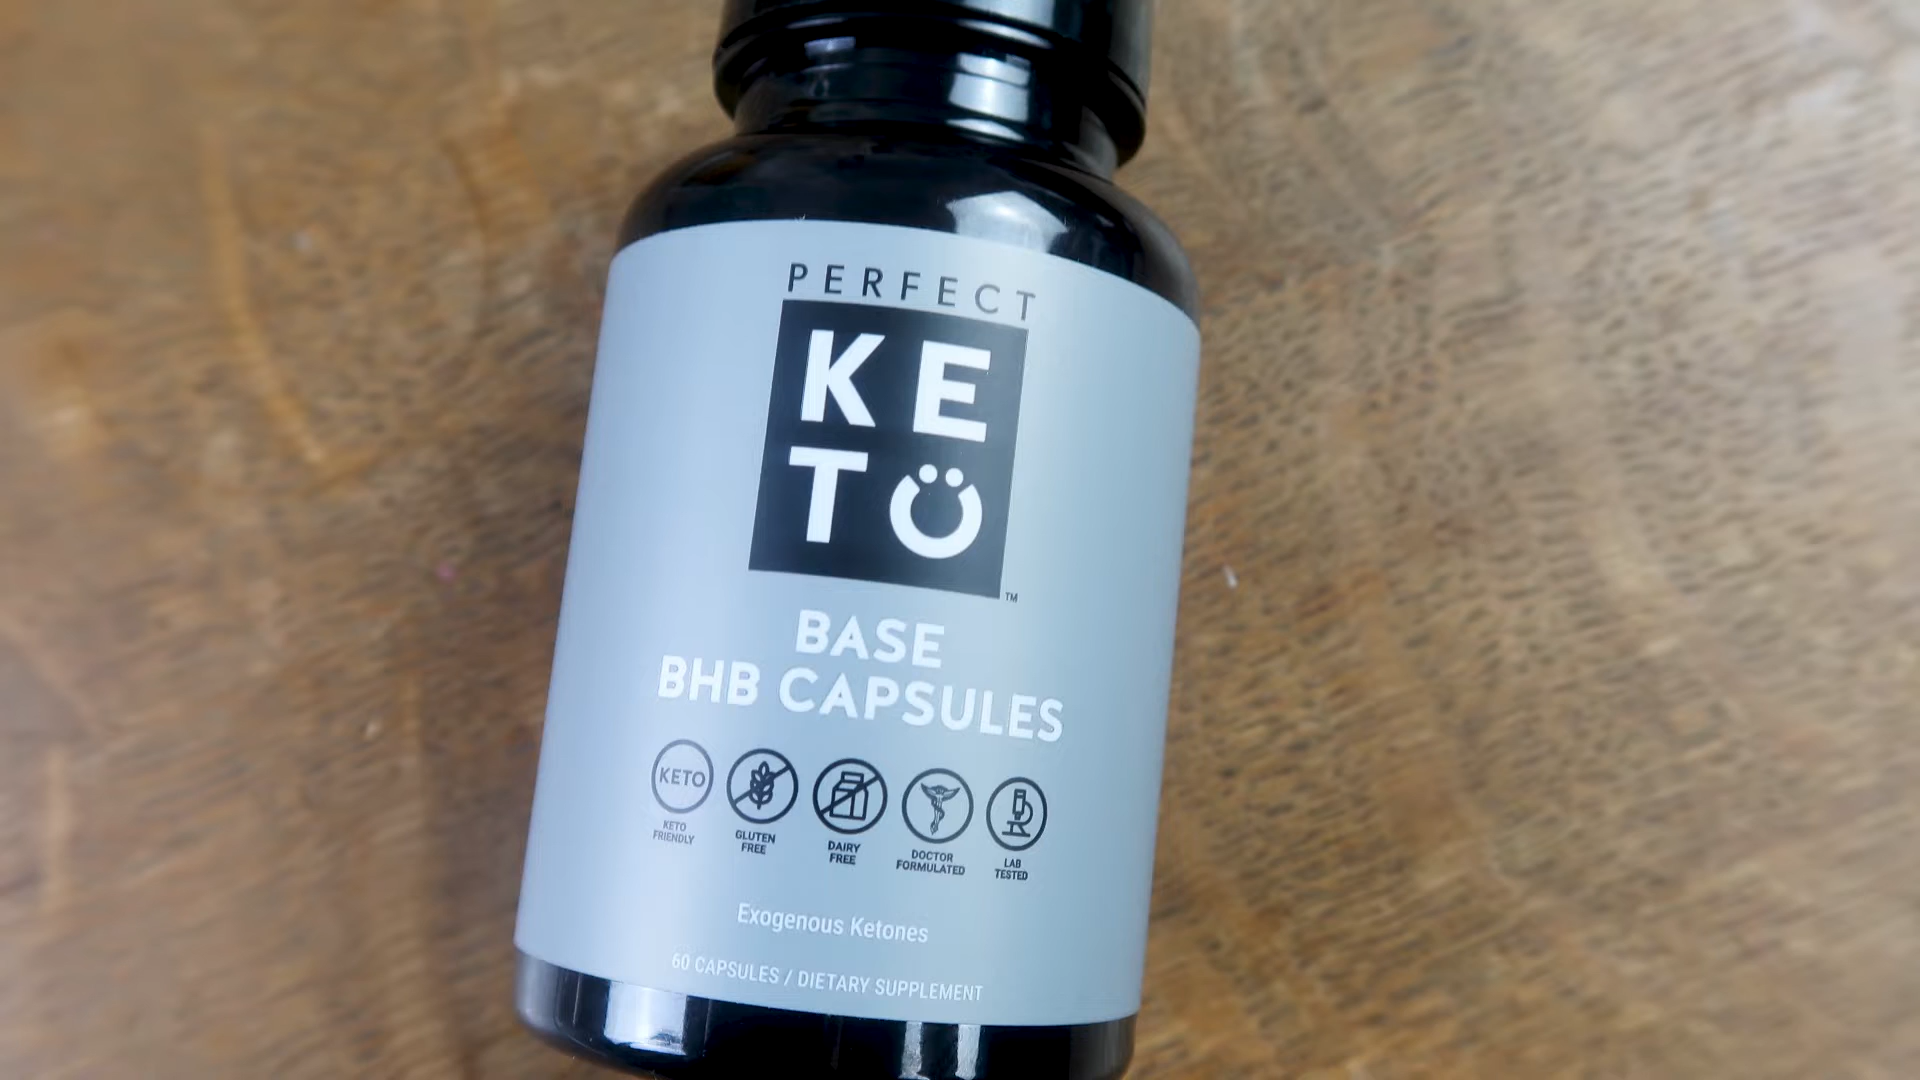 PERFECT
KE
TO
™
BASE
BHB CAPSULES
KETO
KETO
FRIENDLY
GLUTEN
FREE
DAIRY
FREE
DOCTOR
FORMULATED
LAB
TESTED
Exogenous Ketones
60 CAPSULES / DIETARY SUPPLEMENT